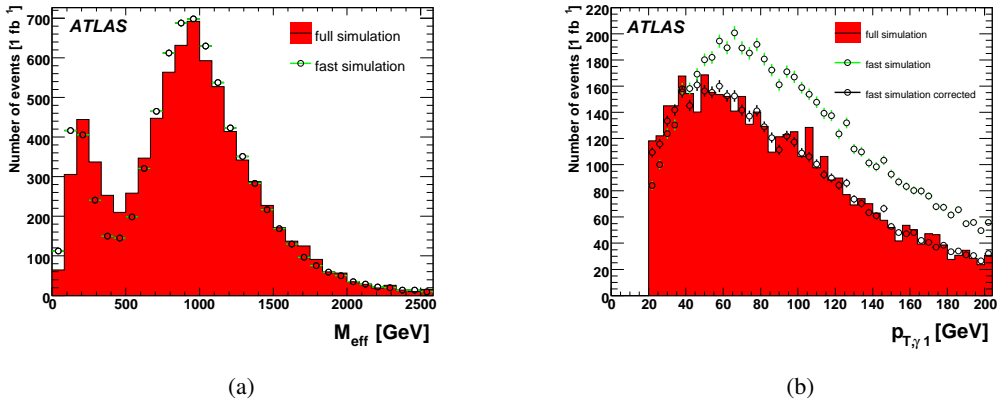 ATLAS
Number of events [1 fb⁻¹]
full simulation
fast simulation
700
600
500
400
300
200
100
0
0 500 1000 1500 2000 2500
M_eff [GeV]
(a)
ATLAS
Number of events [1 fb⁻¹]
full simulation
fast simulation
fast simulation corrected
220
200
180
160
140
120
100
80
60
40
20
0
0 20 40 60 80 100 120 140 160 180 200
p_T,γ 1 [GeV]
(b)